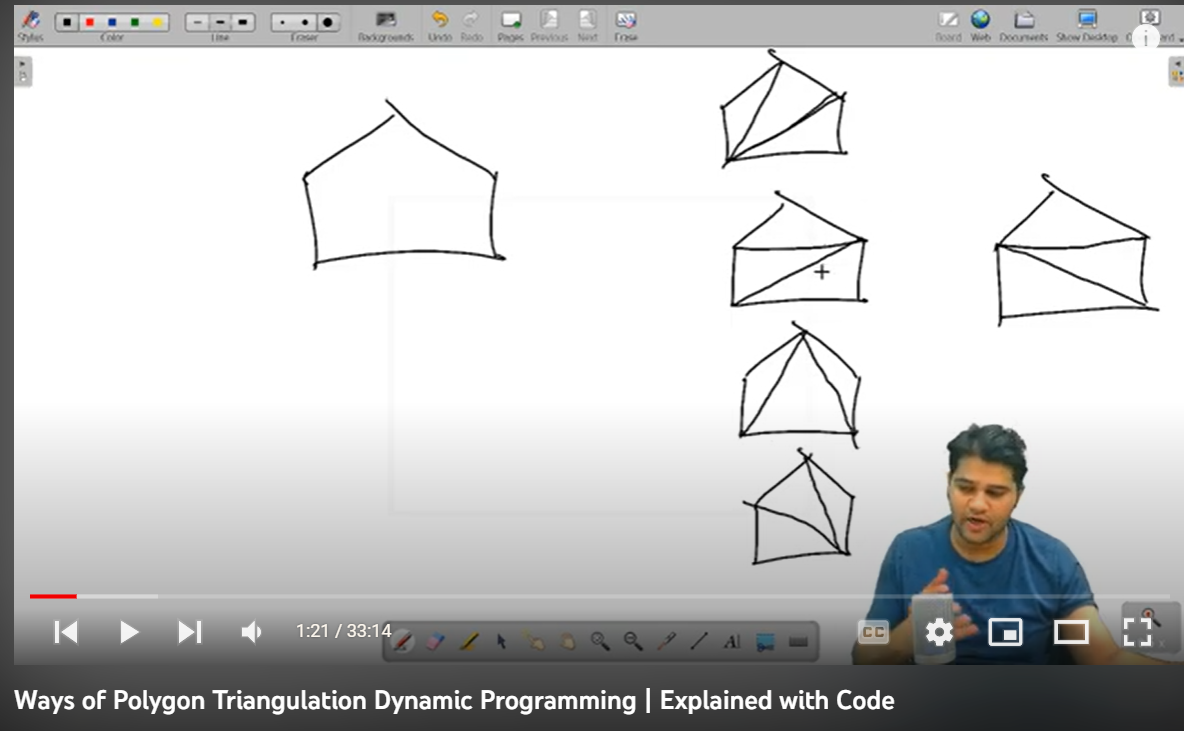 Stylus Color Line Eraser Backgrounds Undo Redo Pages Previous Next Erase Board Web Documents Show Desktop
1:21 / 33:14
CC
AI
Ways of Polygon Triangulation Dynamic Programming | Explained with Code